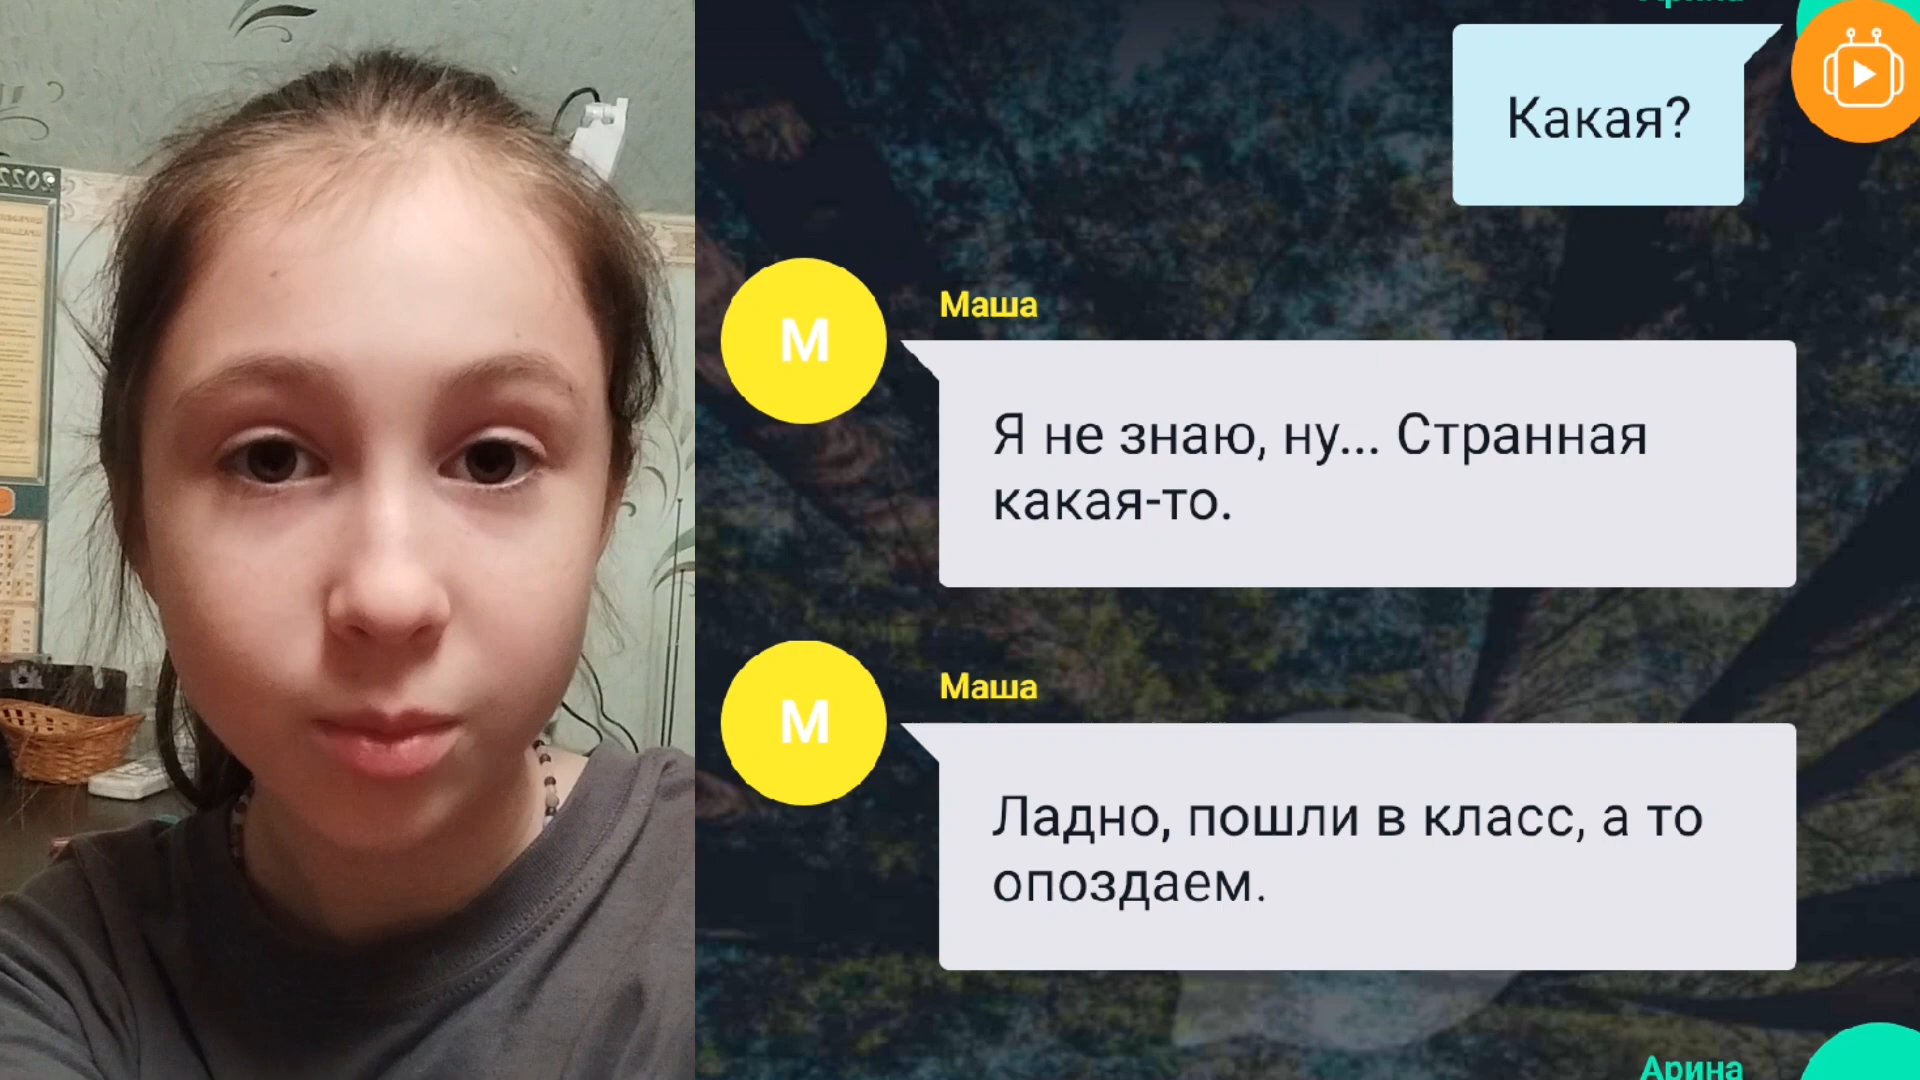 Какая?
Маша
М
Я не знаю, ну... Странная
какая-то.
Маша
М
Ладно, пошли в класс, а то
опоздаем.
Арина